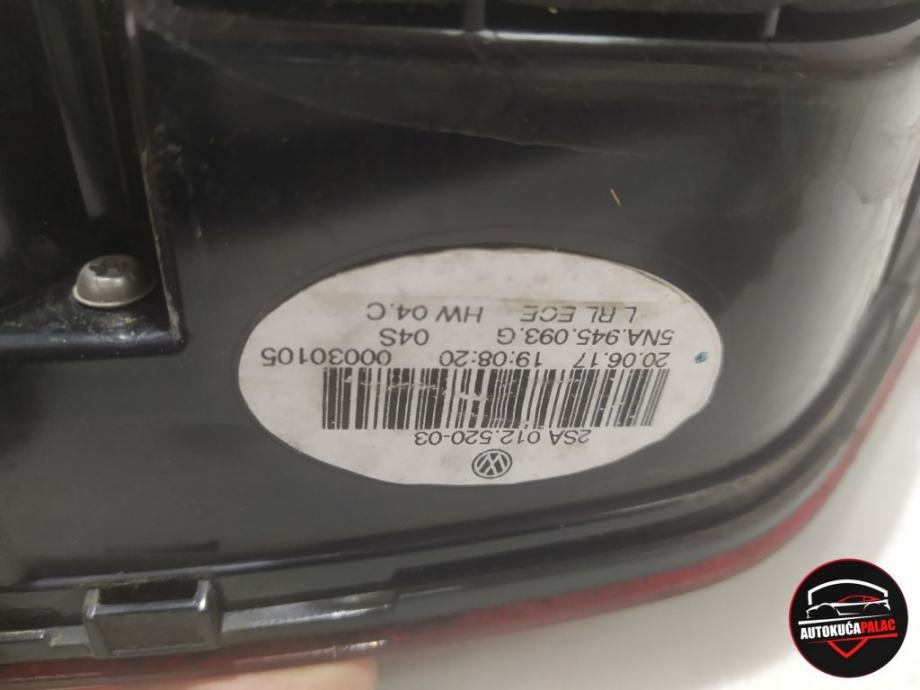 2SA 012.520-03
20.06.17 19:08:20 00030105
5NA.945.093.G 04S
L RL ECE HW 04.C
AUTOKUĆA PALAC